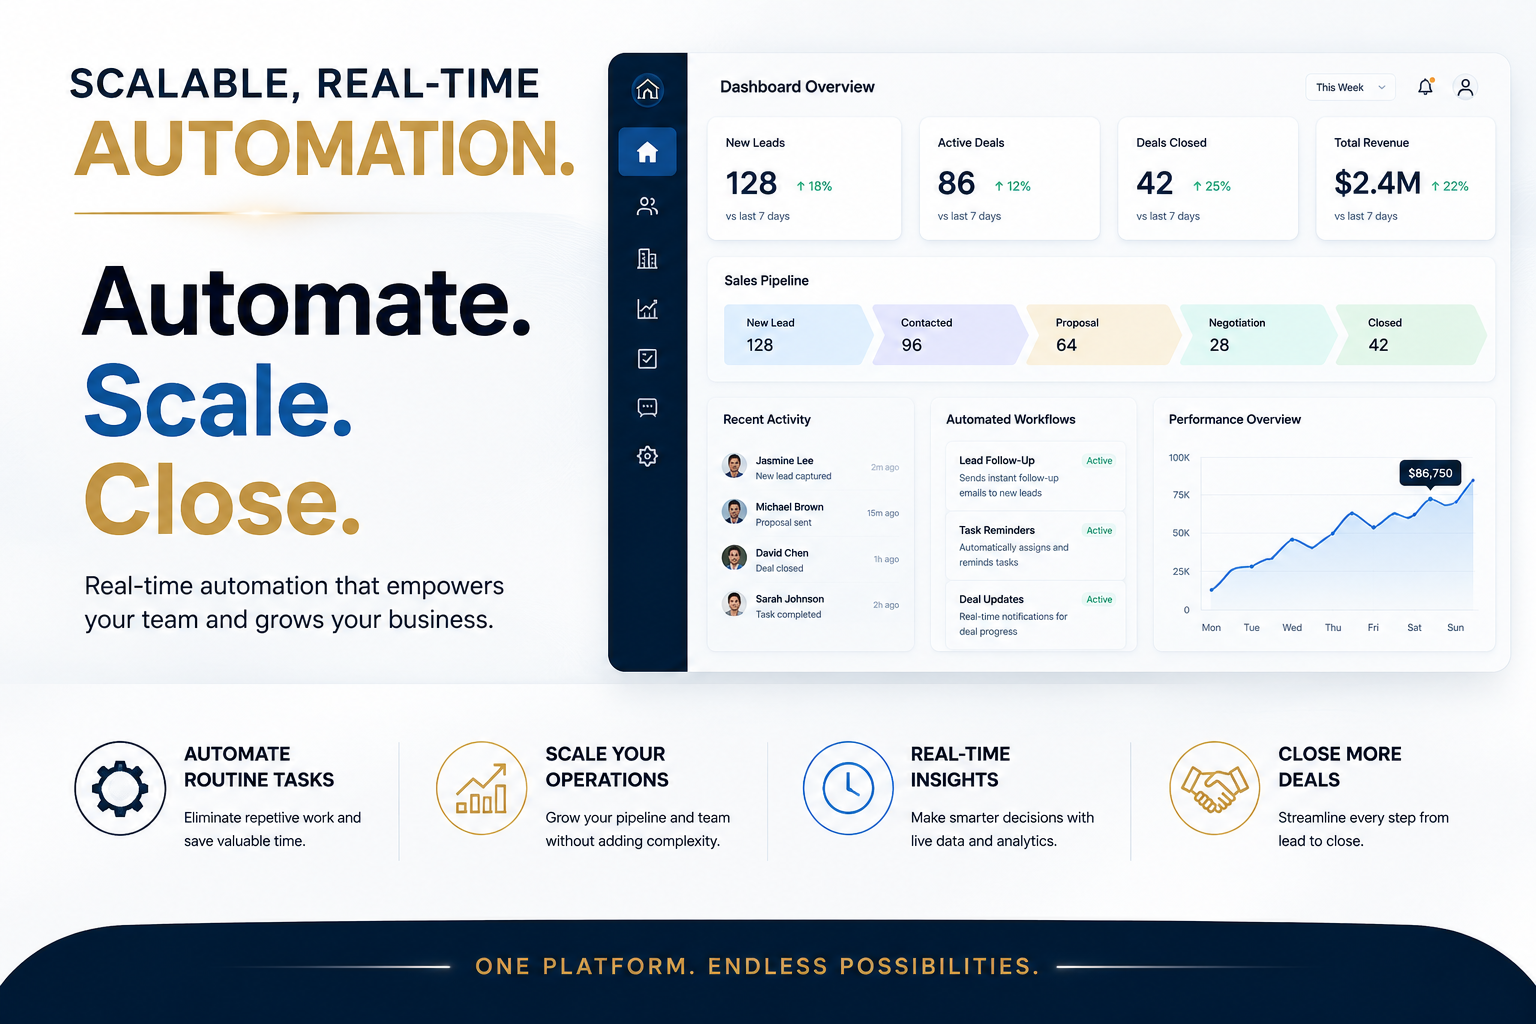 SCALABLE, REAL-TIME
AUTOMATION.
Automate.
Scale.
Close.
Real-time automation that empowers
your team and grows your business.
Dashboard Overview
This Week
New Leads
128 ↑ 18%
vs last 7 days
Active Deals
86 ↑ 12%
vs last 7 days
Deals Closed
42 ↑ 25%
vs last 7 days
Total Revenue
$2.4M ↑ 22%
vs last 7 days
Sales Pipeline
New Lead
128
Contacted
96
Proposal
64
Negotiation
28
Closed
42
Recent Activity
Jasmine Lee
New lead captured
2m ago
Michael Brown
Proposal sent
15m ago
David Chen
Deal closed
1h ago
Sarah Johnson
Task completed
2h ago
Automated Workflows
Lead Follow-Up Active
Sends instant follow-up
emails to new leads
Task Reminders Active
Automatically assigns and
reminds tasks
Deal Updates Active
Real-time notifications for
deal progress
Performance Overview
100K
75K
50K
25K
0
$86,750
Mon Tue Wed Thu Fri Sat Sun
AUTOMATE
ROUTINE TASKS
Eliminate repetive work and
save valuable time.
SCALE YOUR
OPERATIONS
Grow your pipeline and team
without adding complexity.
REAL-TIME
INSIGHTS
Make smarter decisions with
live data and analytics.
CLOSE MORE
DEALS
Streamline every step from
lead to close.
ONE PLATFORM. ENDLESS POSSIBILITIES.